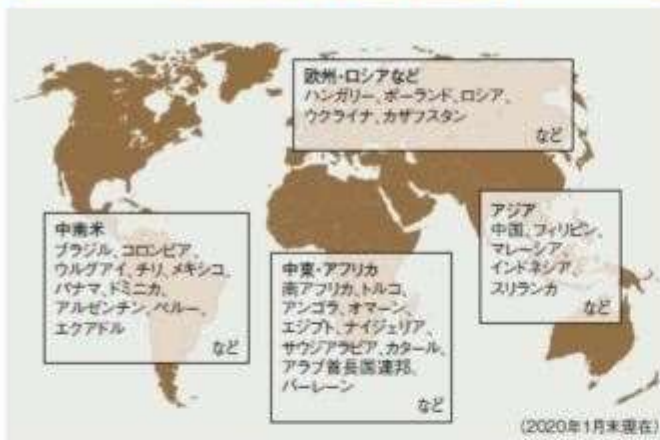 欧州・ロシアなど
ハンガリー、ポーランド、ロシア、
ウクライナ、カザフスタン
など
中南米
ブラジル、コロンビア、
ウルグアイ、チリ、メキシコ、
パナマ、ドミニカ、
アルゼンチン、ペルー、
エクアドル
など
中東・アフリカ
南アフリカ、トルコ、
アンゴラ、オマーン、
エジプト、ナイジェリア、
サウジアラビア、カタール、
アラブ首長国連邦、
バーレーン
など
アジア
中国、フィリピン、
マレーシア、
インドネシア、
スリランカ
など
(2020年1月末現在)